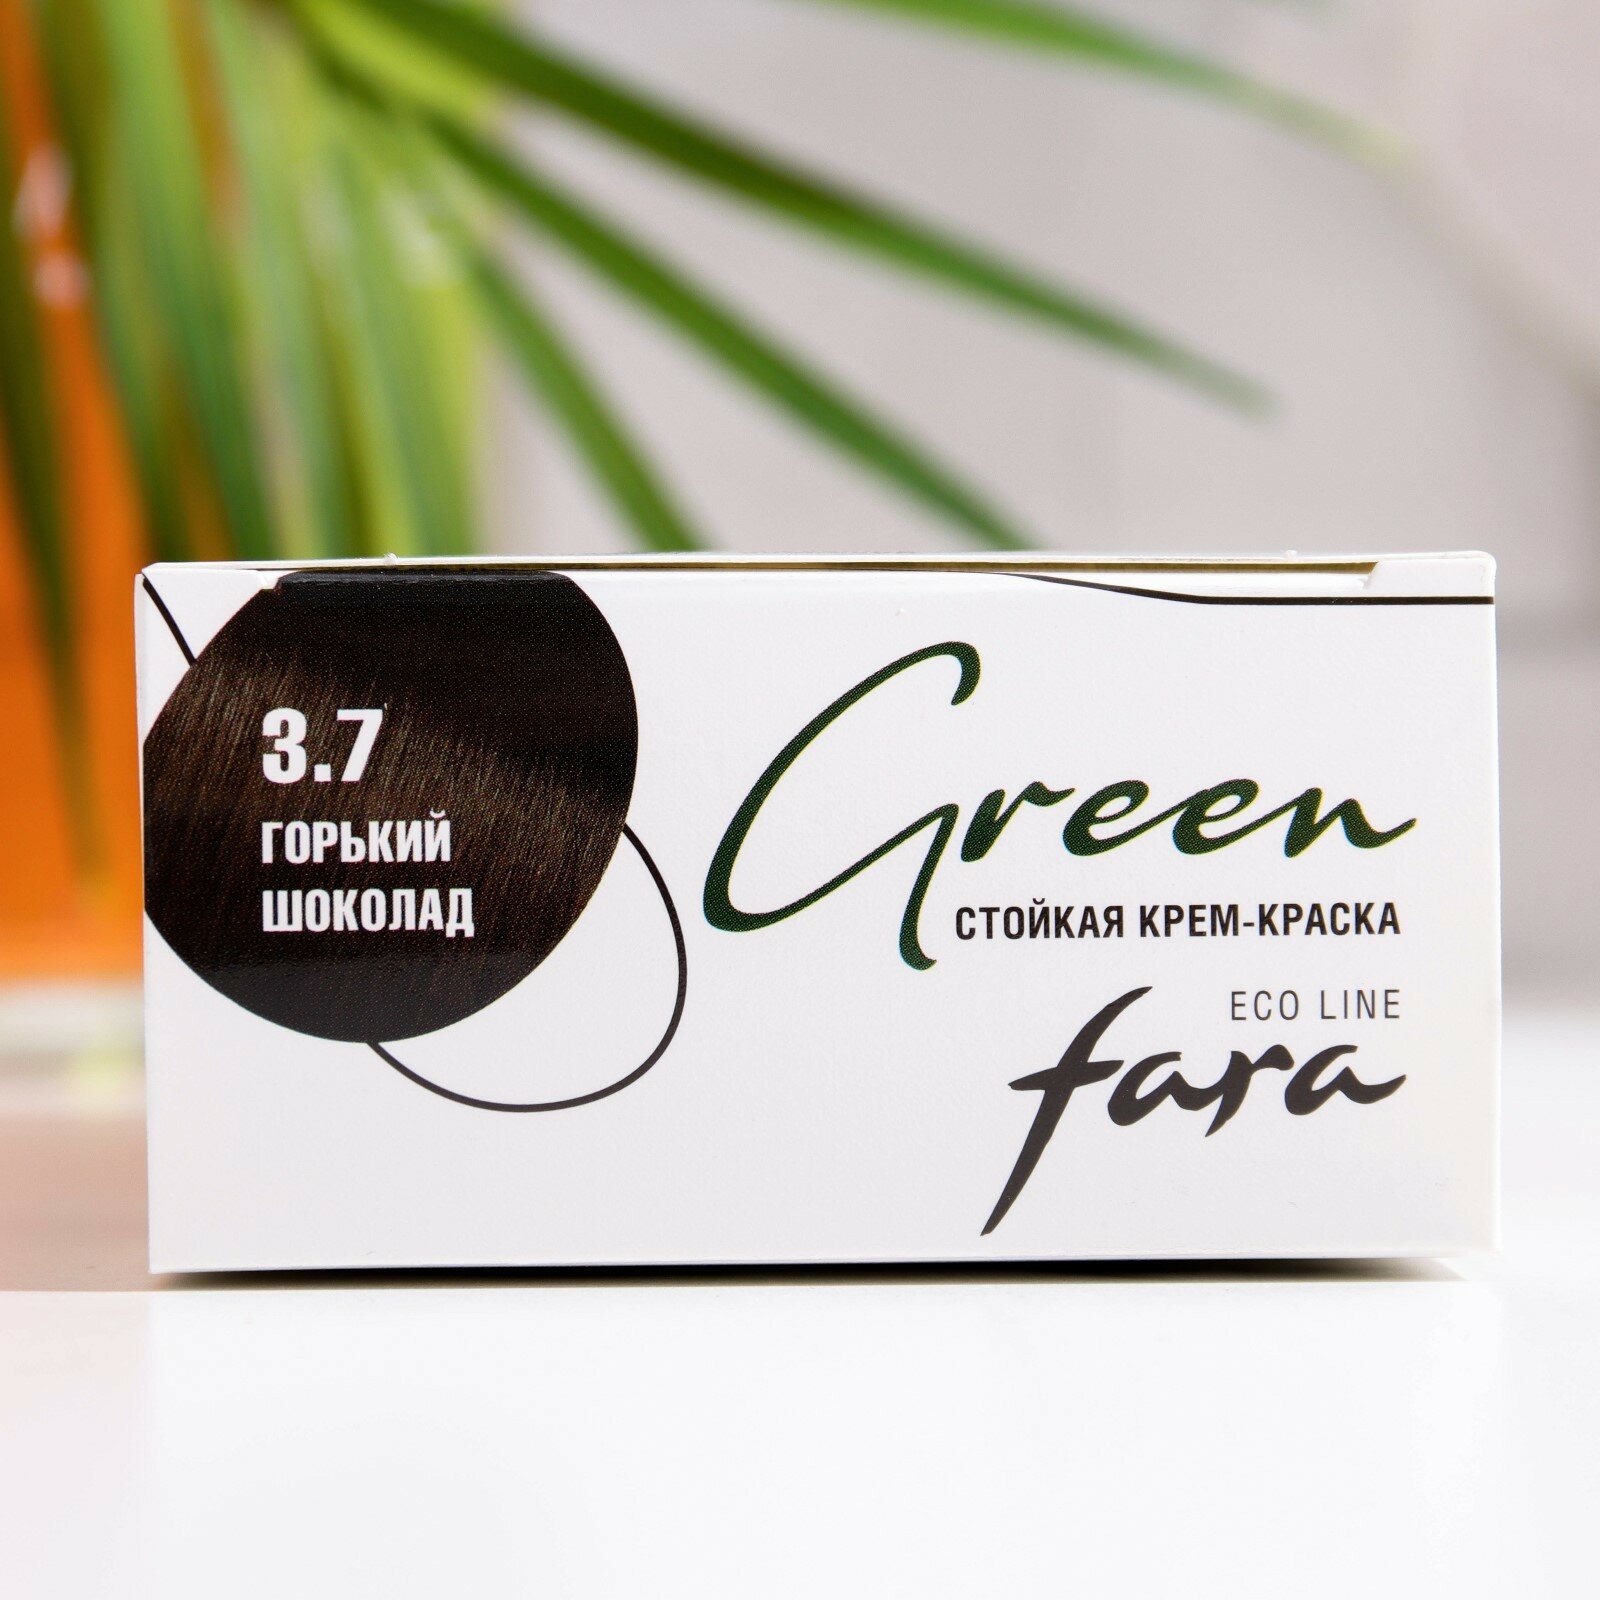 3.7
ГОРЬКИЙ
ШОКОЛАД
Green
СТОЙКАЯ КРЕМ-КРАСКА
ECO LINE
fara